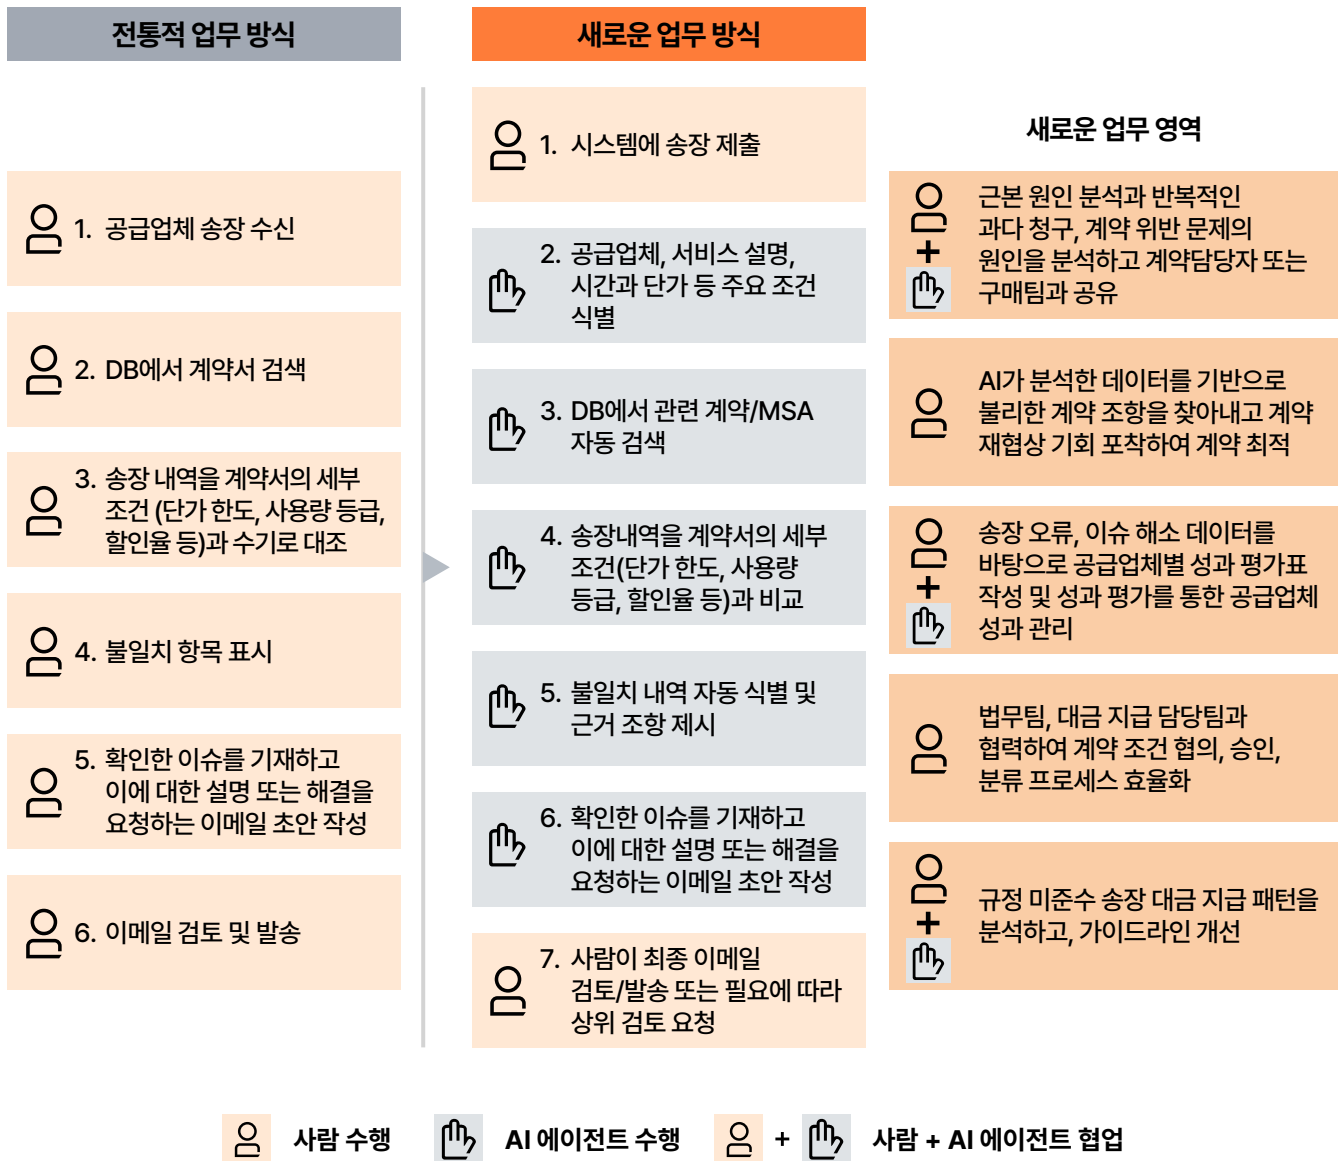 전통적 업무 방식
1. 공급업체 송장 수신
2. DB에서 계약서 검색
3. 송장 내역을 계약서의 세부
조건 (단가 한도, 사용량 등급,
할인율 등)과 수기로 대조
4. 불일치 항목 표시
5. 확인한 이슈를 기재하고
이에 대한 설명 또는 해결을
요청하는 이메일 초안 작성
6. 이메일 검토 및 발송
새로운 업무 방식
1. 시스템에 송장 제출
2. 공급업체, 서비스 설명,
시간과 단가 등 주요 조건
식별
3. DB에서 관련 계약/MSA
자동 검색
4. 송장내역을 계약서의 세부
조건(단가 한도, 사용량
등급, 할인율 등)과 비교
5. 불일치 내역 자동 식별 및
근거 조항 제시
6. 확인한 이슈를 기재하고
이에 대한 설명 또는 해결을
요청하는 이메일 초안 작성
7. 사람이 최종 이메일
검토/발송 또는 필요에 따라
상위 검토 요청
새로운 업무 영역
근본 원인 분석과 반복적인
과다 청구, 계약 위반 문제의
원인을 분석하고 계약담당자 또는
구매팀과 공유
AI가 분석한 데이터를 기반으로
불리한 계약 조항을 찾아내고 계약
재협상 기회 포착하여 계약 최적
송장 오류, 이슈 해소 데이터를
바탕으로 공급업체별 성과 평가표
작성 및 성과 평가를 통한 공급업체
성과 관리
법무팀, 대금 지급 담당팀과
협력하여 계약 조건 협의, 승인,
분류 프로세스 효율화
규정 미준수 송장 대금 지급 패턴을
분석하고, 가이드라인 개선
사람 수행
AI 에이전트 수행
사람 + AI 에이전트 협업